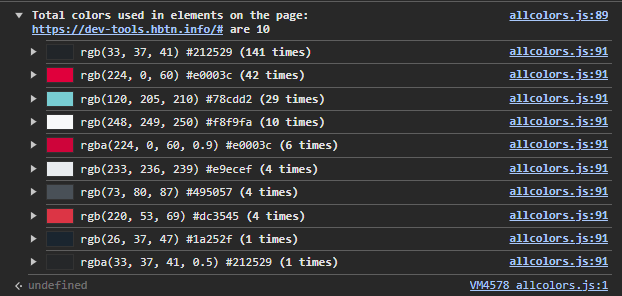 Total colors used in elements on the page: allcolors.js:89
https://dev-tools.hbtn.info/# are 10
rgb(33, 37, 41) #212529 (141 times) allcolors.js:91
rgb(224, 0, 60) #e0003c (42 times) allcolors.js:91
rgb(120, 205, 210) #78cdd2 (29 times) allcolors.js:91
rgb(248, 249, 250) #f8f9fa (10 times) allcolors.js:91
rgba(224, 0, 60, 0.9) #e0003c (6 times) allcolors.js:91
rgb(233, 236, 239) #e9ecef (4 times) allcolors.js:91
rgb(73, 80, 87) #495057 (4 times) allcolors.js:91
rgb(220, 53, 69) #dc3545 (4 times) allcolors.js:91
rgb(26, 37, 47) #1a252f (1 times) allcolors.js:91
rgba(33, 37, 41, 0.5) #212529 (1 times) allcolors.js:91
undefined VM4578 allcolors.js:1